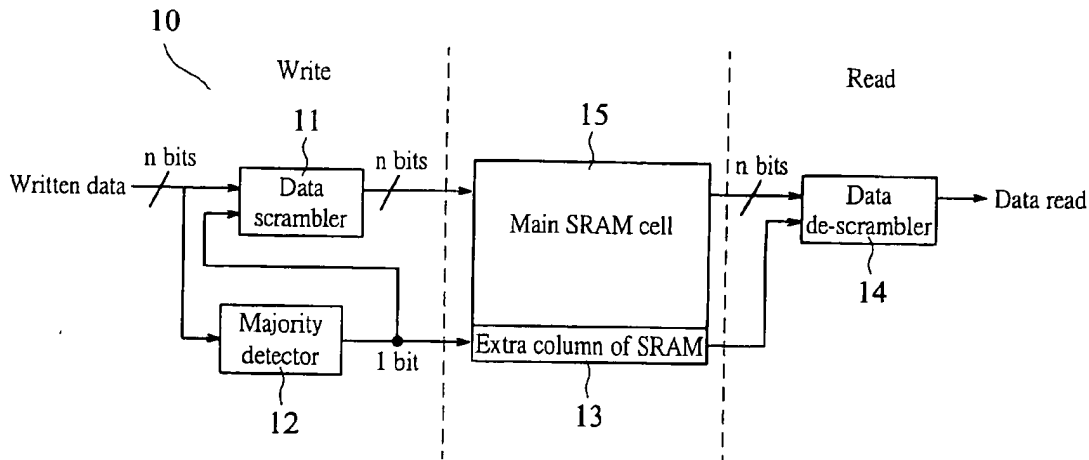 10
Write
Read
11
15
n bits
n bits
n bits
Written data
Data
scrambler
Main SRAM cell
Data
de-scrambler
Data read
14
Majority
detector
1 bit
Extra column of SRAM
12
13